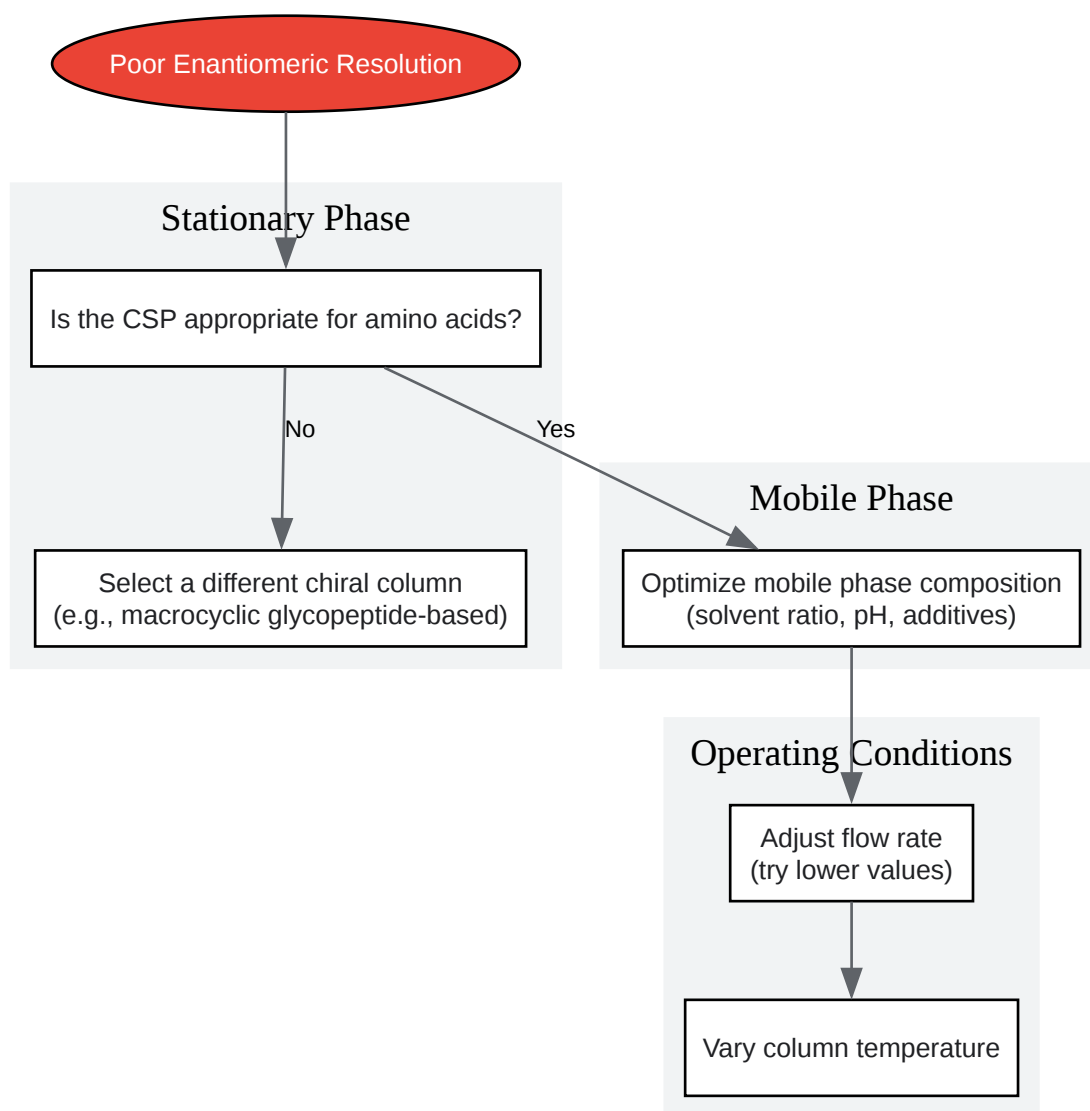 Poor Enantiomeric Resolution
Stationary Phase
Is the CSP appropriate for amino acids?
No
Yes
Select a different chiral column
(e.g., macrocyclic glycopeptide-based)
Mobile Phase
Optimize mobile phase composition
(solvent ratio, pH, additives)
Operating Conditions
Adjust flow rate
(try lower values)
Vary column temperature